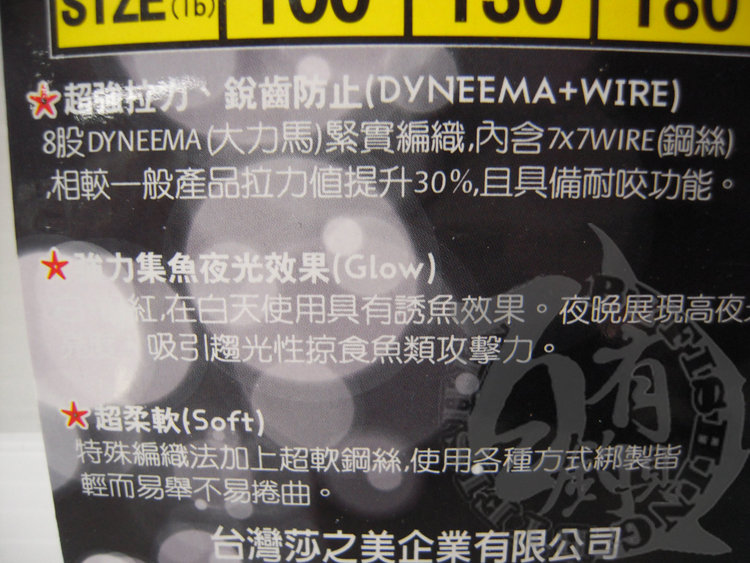 SIZE(lb) 100 130 180
超強拉力、銳齒防止(DYNEEMA+WIRE)
8股DYNEEMA(大力馬)緊實編織,內含7x7WIRE(鋼絲)
,相較一般產品拉力值提升30%,且具備耐咬功能。
強力集魚夜光效果(Glow)
紅,在白天使用具有誘魚效果。夜晚展現高夜
吸引趨光性掠食魚類攻擊力。
超柔軟(Soft)
特殊編織法加上超軟鋼絲,使用各種方式綁製皆
輕而易舉不易捲曲。
台灣莎之美企業有限公司